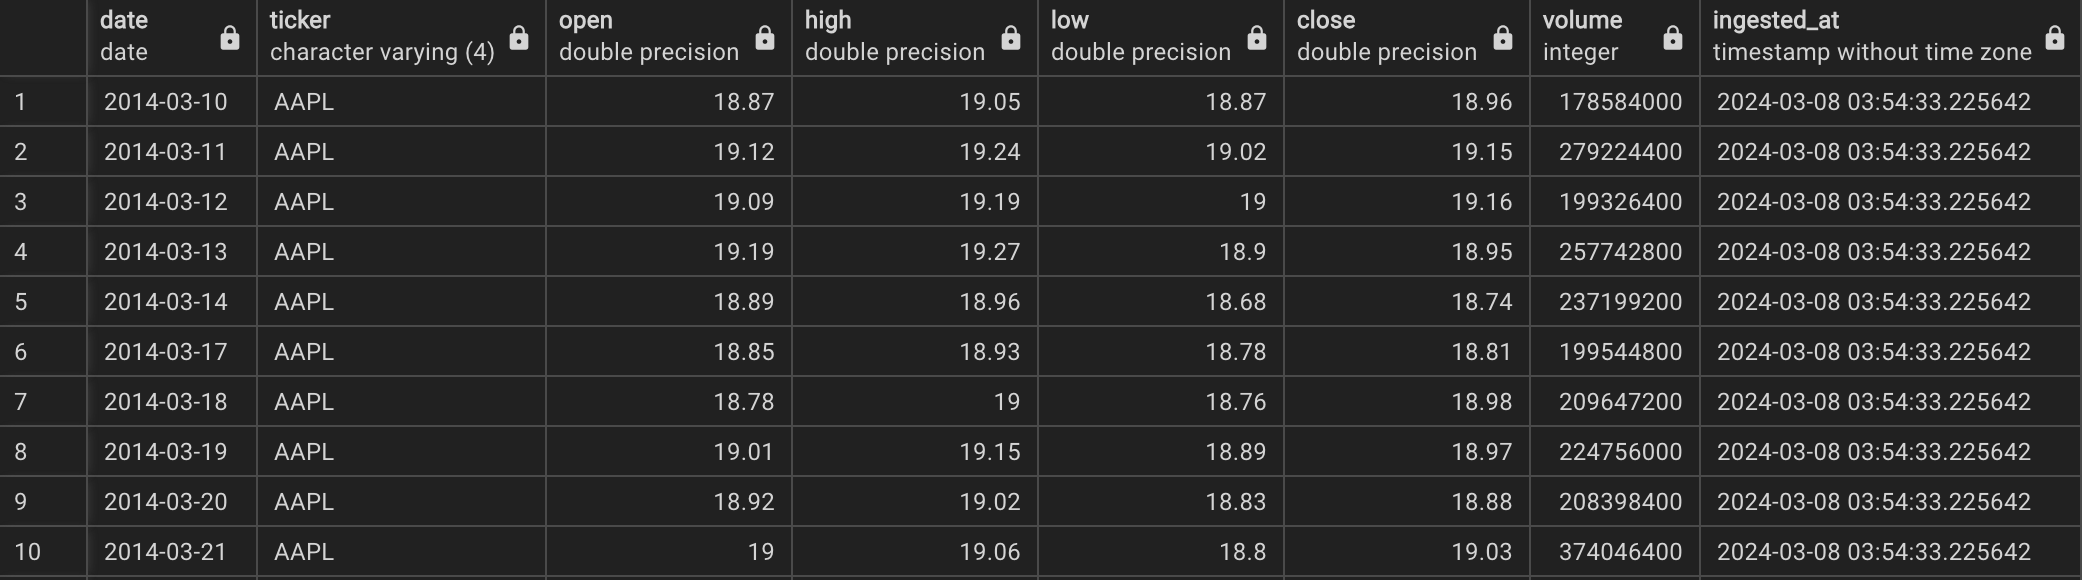 date ticker open high low close volume ingested_at
date character varying (4) double precision double precision double precision double precision integer timestamp without time zone
1 2014-03-10 AAPL 18.87 19.05 18.87 18.96 178584000 2024-03-08 03:54:33.225642
2 2014-03-11 AAPL 19.12 19.24 19.02 19.15 279224400 2024-03-08 03:54:33.225642
3 2014-03-12 AAPL 19.09 19.19 19 19.16 199326400 2024-03-08 03:54:33.225642
4 2014-03-13 AAPL 19.19 19.27 18.9 18.95 257742800 2024-03-08 03:54:33.225642
5 2014-03-14 AAPL 18.89 18.96 18.68 18.74 237199200 2024-03-08 03:54:33.225642
6 2014-03-17 AAPL 18.85 18.93 18.78 18.81 199544800 2024-03-08 03:54:33.225642
7 2014-03-18 AAPL 18.78 19 18.76 18.98 209647200 2024-03-08 03:54:33.225642
8 2014-03-19 AAPL 19.01 19.15 18.89 18.97 224756000 2024-03-08 03:54:33.225642
9 2014-03-20 AAPL 18.92 19.02 18.83 18.88 208398400 2024-03-08 03:54:33.225642
10 2014-03-21 AAPL 19 19.06 18.8 19.03 374046400 2024-03-08 03:54:33.225642